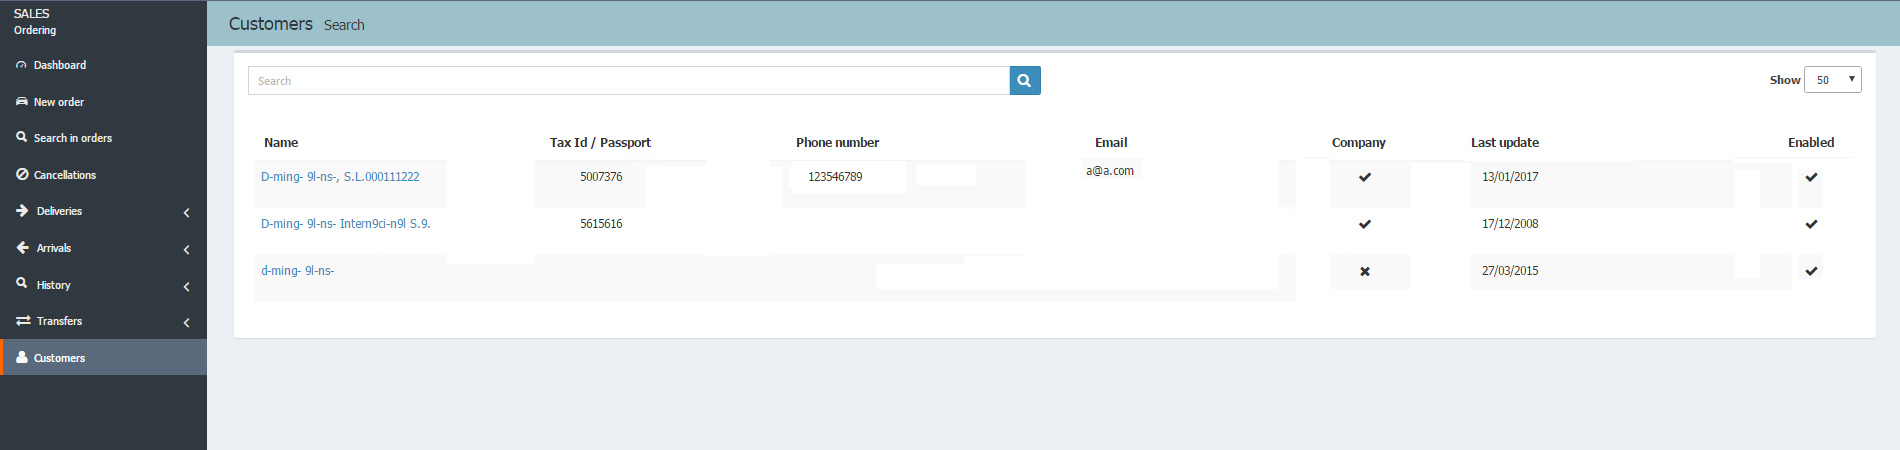 SALES
Ordering
Dashboard
New order
Search in orders
Cancellations
Deliveries
Arrivals
History
Transfers
Customers
Customers Search
Search
Show 50
Name Tax Id / Passport Phone number Email Company Last update Enabled
D-ming- 9l-ns-, S.L.000111222 5007376 123546789 a@a.com 13/01/2017
D-ming- 9l-ns- Intern9ci-n9l S.9. 5615616 17/12/2008
d-ming- 9l-ns- 27/03/2015